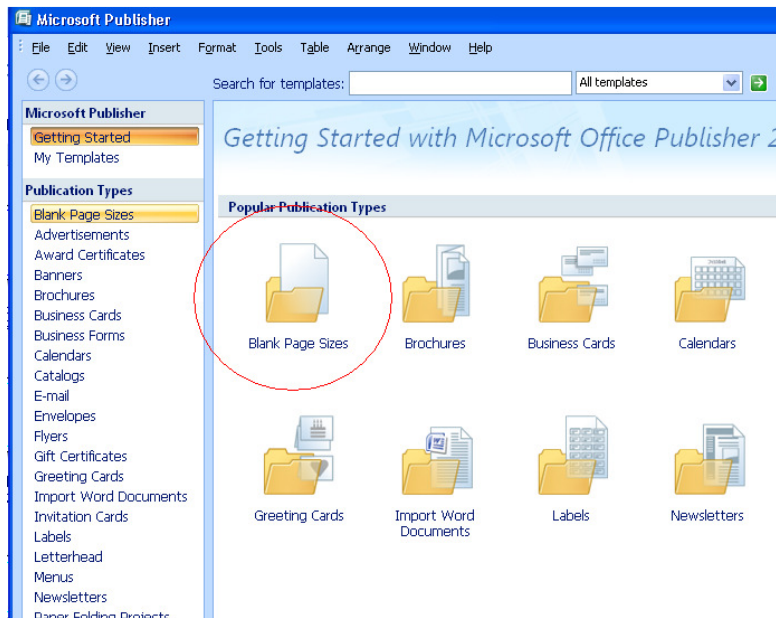 Microsoft Publisher
File Edit View Insert Format Tools Table Arrange Window Help
Search for templates: All templates
Microsoft Publisher
Getting Started
My Templates
Publication Types
Blank Page Sizes
Advertisements
Award Certificates
Banners
Brochures
Business Cards
Business Forms
Calendars
Catalogs
E-mail
Envelopes
Flyers
Gift Certificates
Greeting Cards
Import Word Documents
Invitation Cards
Labels
Letterhead
Menus
Newsletters
Paper Folding Projects
Getting Started with Microsoft Office Publisher 2
Popular Publication Types
Blank Page Sizes
Brochures
Business Cards
Calendars
Greeting Cards
Import Word
Documents
Labels
Newsletters